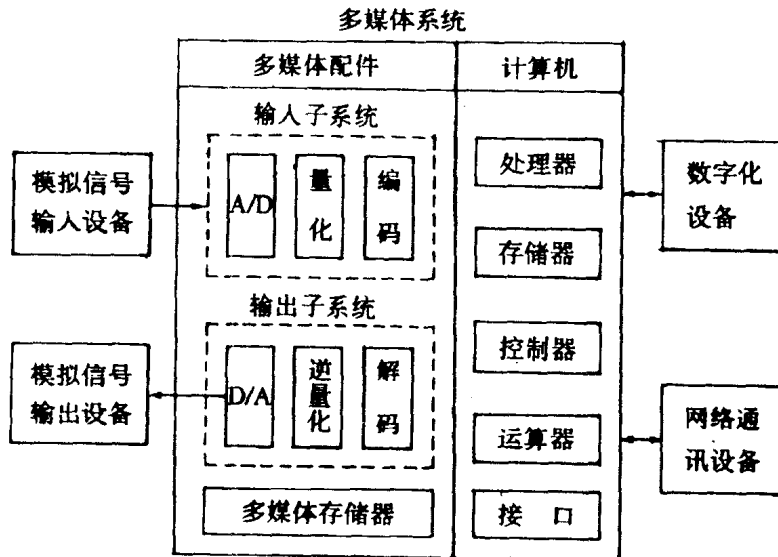 多媒体系统
多媒体配件
计算机
输入子系统
A/D
量化
编码
模拟信号
输入设备
输出子系统
D/A
逆量化
解码
模拟信号
输出设备
多媒体存储器
处理器
存储器
控制器
运算器
接 口
数字化
设备
网络通
讯设备